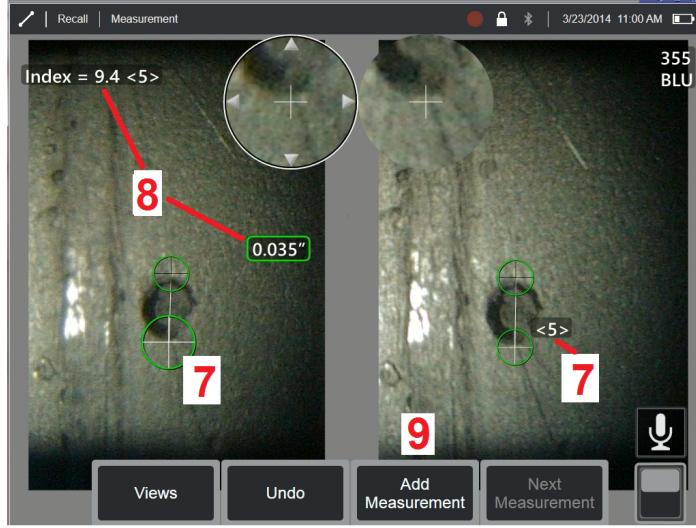 Recall | Measurement
3/23/2014 11:00 AM
Index = 9.4 <5>
355
BLU
8
0.035"
<5>
7
7
9
Views
Undo
Add
Measurement
Next
Measurement